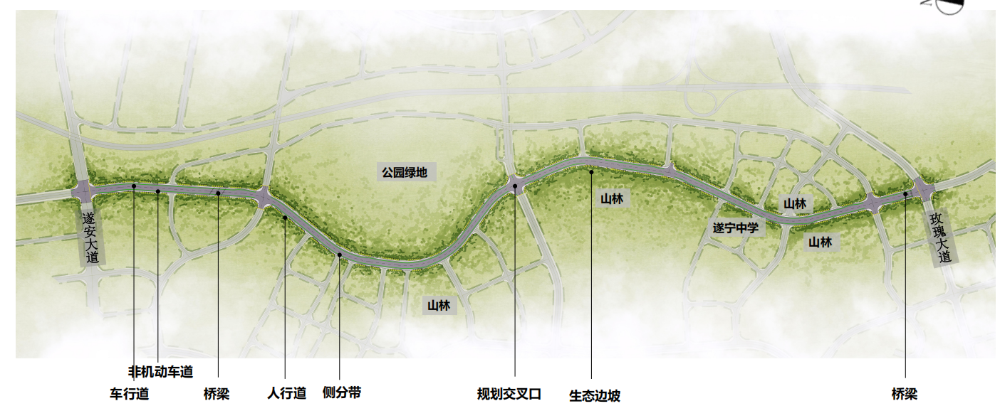 N
公园绿地
山林
山林
遂安大道
遂宁中学
玫瑰大道
山林
山林
非机动车道
车行道
桥梁
人行道
侧分带
规划交叉口
生态边坡
桥梁